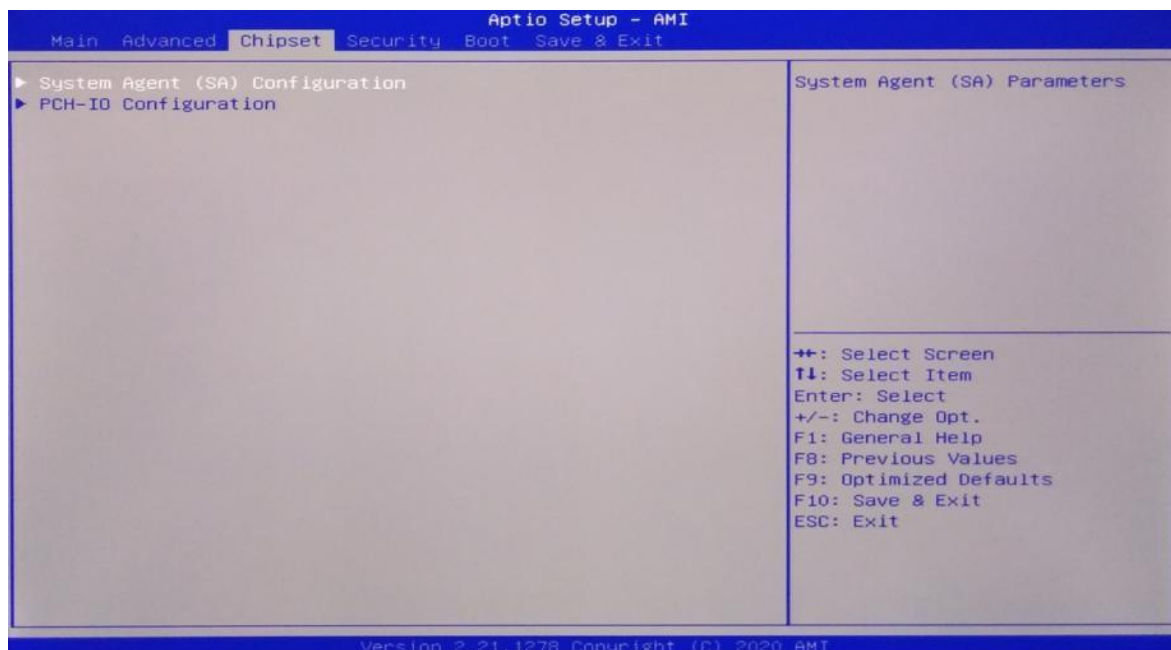 Aptio Setup – AMI
Main Advanced Chipset Security Boot Save & Exit
► System Agent (SA) Configuration
► PCH-IO Configuration
System Agent (SA) Parameters
→←: Select Screen
↑↓: Select Item
Enter: Select
+/-: Change Opt.
F1: General Help
F8: Previous Values
F9: Optimized Defaults
F10: Save & Exit
ESC: Exit
Version 2.21.1278 Copyright (C) 2020 AMI